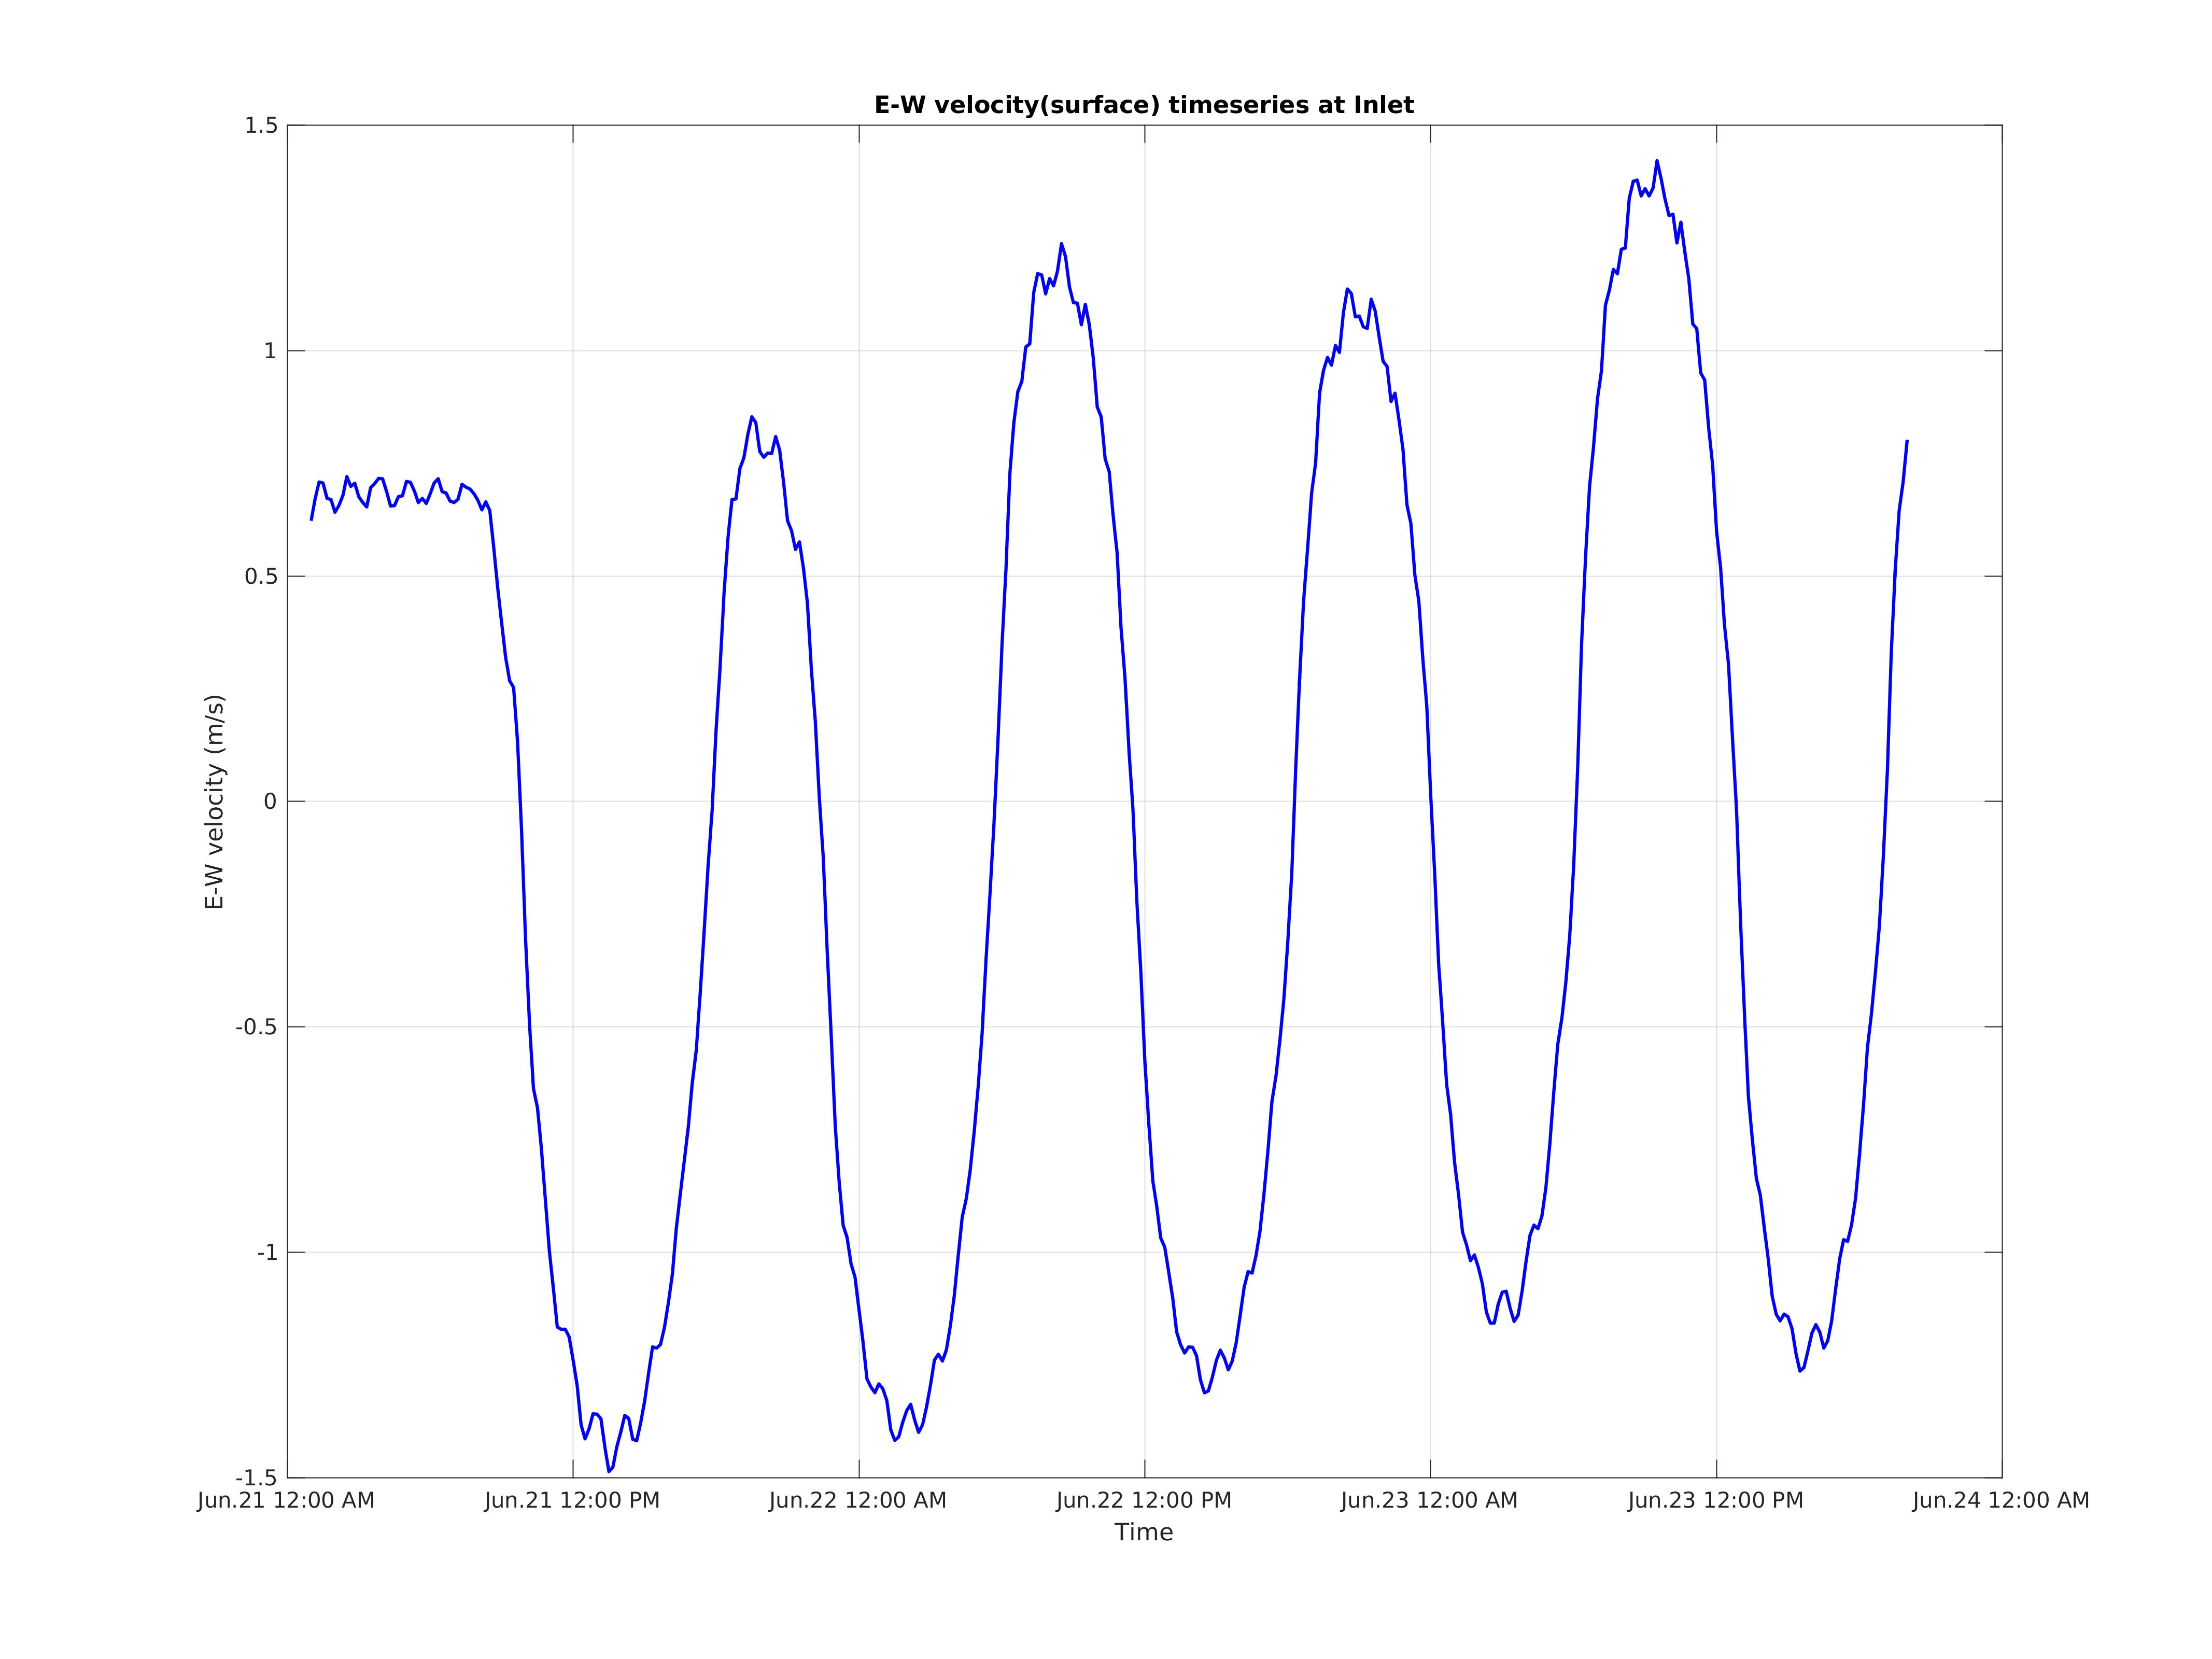 E-W velocity(surface) timeseries at Inlet
1.5
1
0.5
0
-0.5
-1
-1.5
E-W velocity (m/s)
Jun.21 12:00 AM
Jun.21 12:00 PM
Jun.22 12:00 AM
Jun.22 12:00 PM
Jun.23 12:00 AM
Jun.23 12:00 PM
Jun.24 12:00 AM
Time